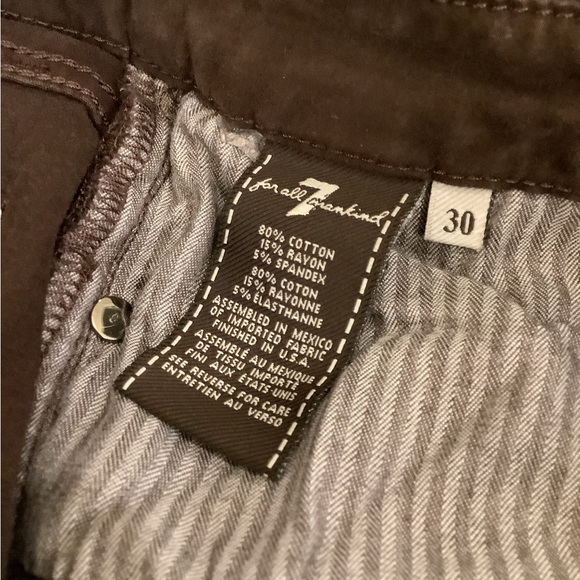 7
for all mankind
80% COTTON
15% RAYON
5% SPANDEX
80% COTON
15% RAYONNE
5% ELASTHANNE
ASSEMBLED IN MEXICO
OF IMPORTED FABRIC
FINISHED IN U.S.A.
ASSEMBLÉ AU MEXIQUE
DE TISSU IMPORTÉ
FINI AUX ÉTATS-UNIS
SEE REVERSE FOR CARE
ENTRETIEN AU VERSO
30